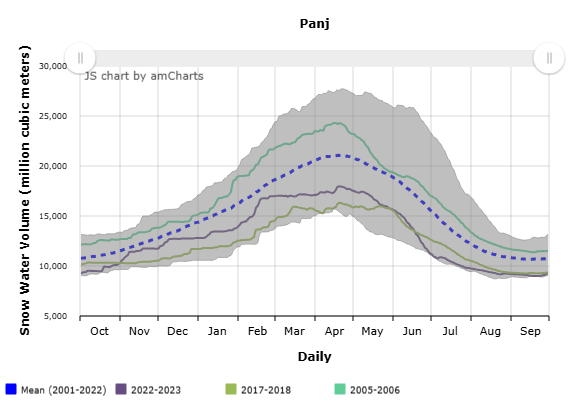 Panj
JS chart by amCharts
Snow Water Volume (million cubic meters)
30,000
25,000
20,000
15,000
10,000
5,000
Oct Nov Dec Jan Feb Mar Apr May Jun Jul Aug Sep
Daily
Mean (2001-2022) 2022-2023 2017-2018 2005-2006